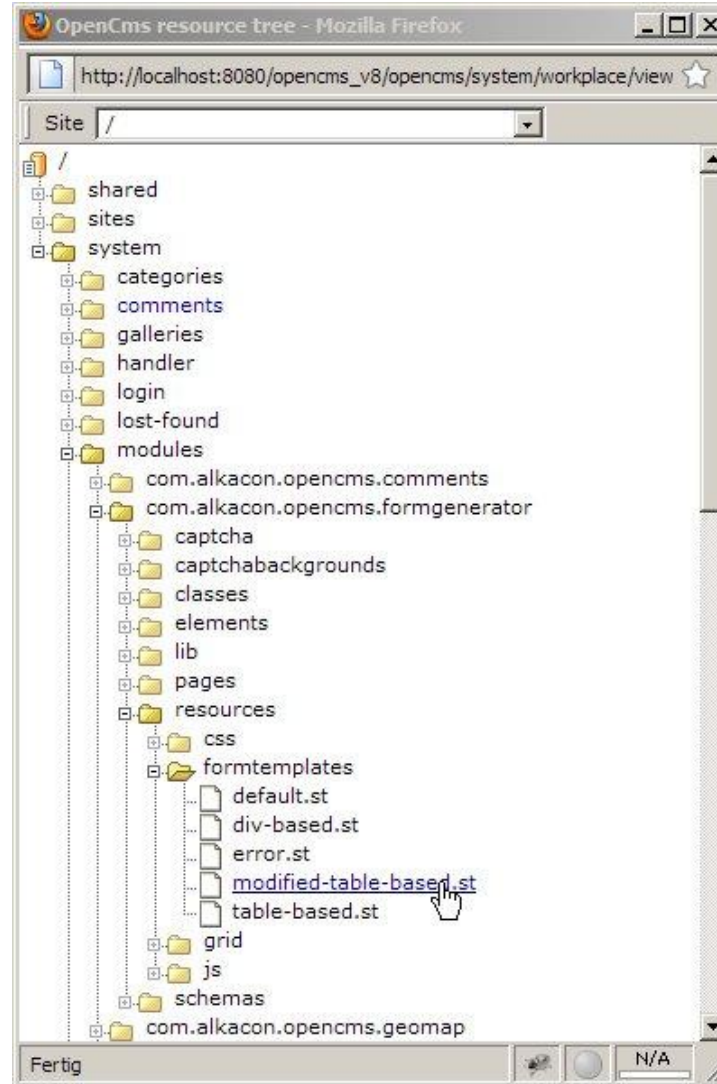 OpenCms resource tree - Mozilla Firefox
http://localhost:8080/opencms_v8/opencms/system/workplace/view
Site /
/
shared
sites
system
categories
comments
galleries
handler
login
lost-found
modules
com.alkacon.opencms.comments
com.alkacon.opencms.formgenerator
captcha
captchabackgrounds
classes
elements
lib
pages
resources
css
formtemplates
default.st
div-based.st
error.st
modified-table-based.st
table-based.st
grid
js
schemas
com.alkacon.opencms.geomap
Fertig N/A